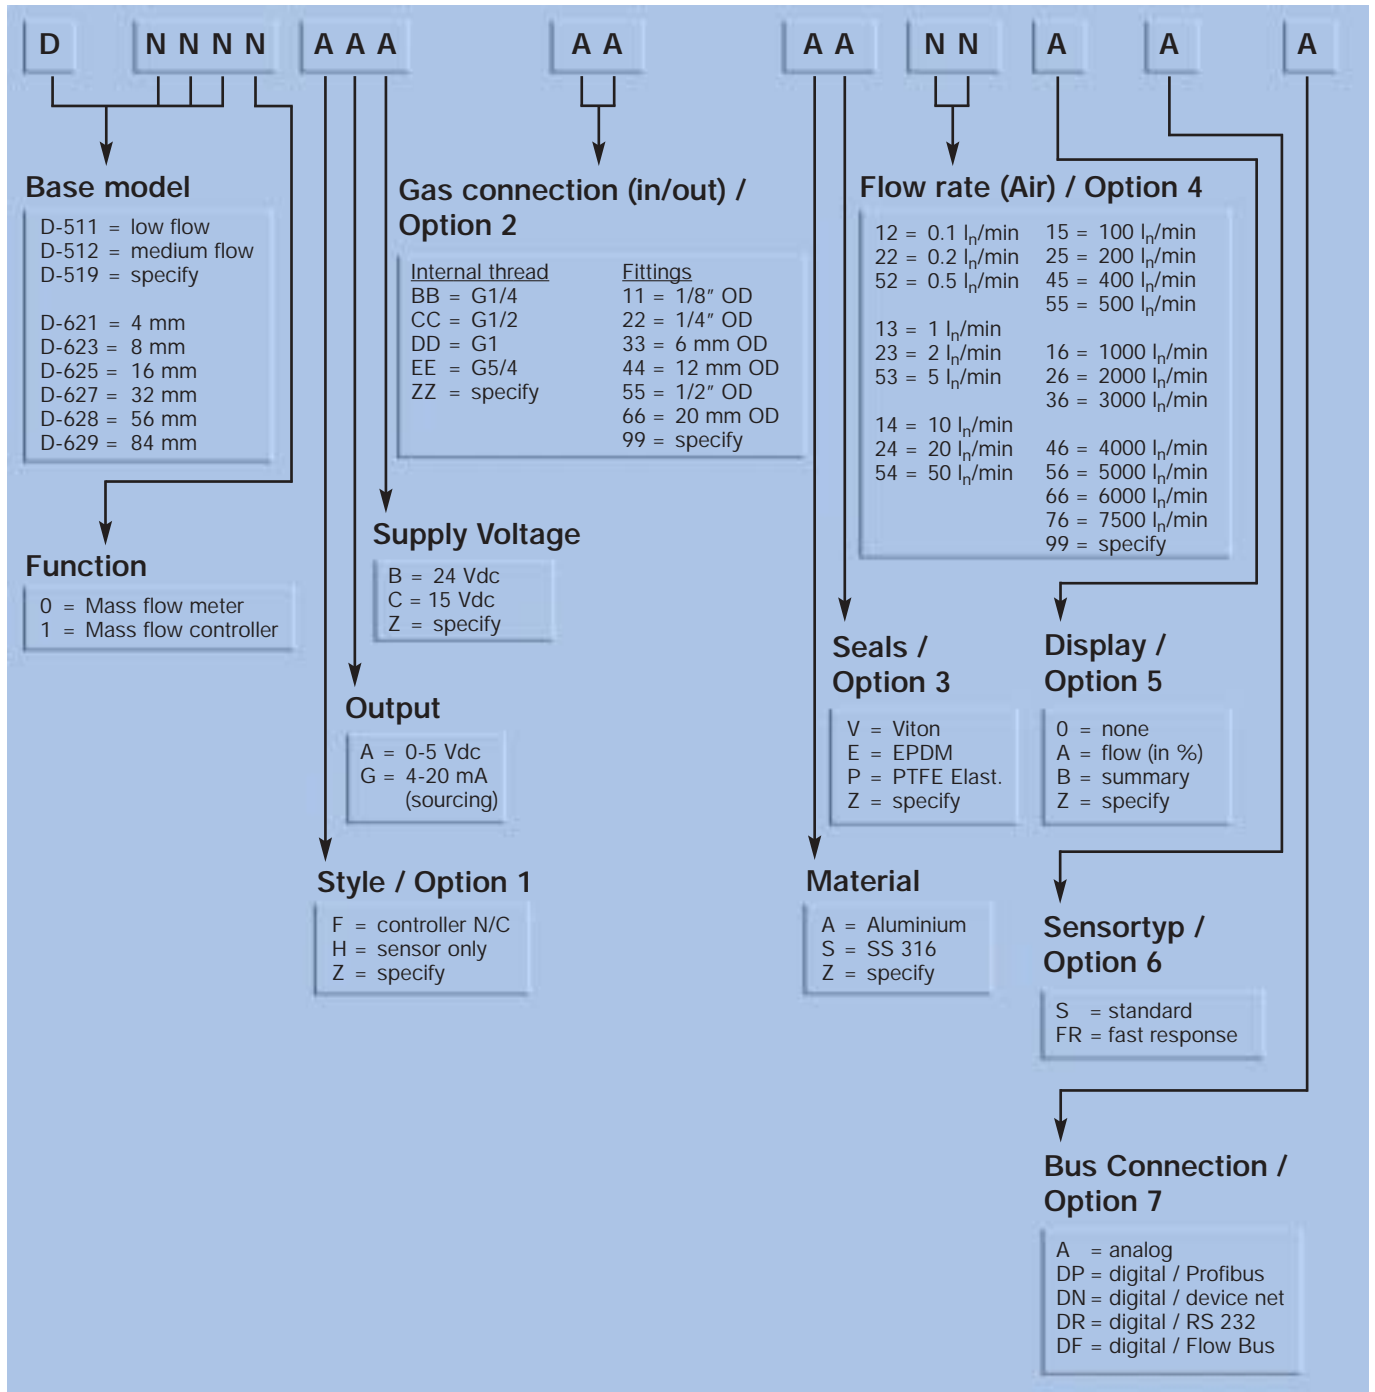 D N N N N A A A A A A A N N A A A
Base model
D-511 = low flow
D-512 = medium flow
D-519 = specify
D-621 = 4 mm
D-623 = 8 mm
D-625 = 16 mm
D-627 = 32 mm
D-628 = 56 mm
D-629 = 84 mm
Function
0 = Mass flow meter
1 = Mass flow controller
Gas connection (in/out) /
Option 2
Internal thread
BB = G1/4
CC = G1/2
DD = G1
EE = G5/4
ZZ = specify
Fittings
11 = 1/8" OD
22 = 1/4" OD
33 = 6 mm OD
44 = 12 mm OD
55 = 1/2" OD
66 = 20 mm OD
99 = specify
Supply Voltage
B = 24 Vdc
C = 15 Vdc
Z = specify
Output
A = 0-5 Vdc
G = 4-20 mA
(sourcing)
Style / Option 1
F = controller N/C
H = sensor only
Z = specify
Flow rate (Air) / Option 4
12 = 0.1 ln/min
22 = 0.2 ln/min
52 = 0.5 ln/min
13 = 1 ln/min
23 = 2 ln/min
53 = 5 ln/min
14 = 10 ln/min
24 = 20 ln/min
54 = 50 ln/min
15 = 100 ln/min
25 = 200 ln/min
45 = 400 ln/min
55 = 500 ln/min
16 = 1000 ln/min
26 = 2000 ln/min
36 = 3000 ln/min
46 = 4000 ln/min
56 = 5000 ln/min
66 = 6000 ln/min
76 = 7500 ln/min
99 = specify
Seals /
Option 3
V = Viton
E = EPDM
P = PTFE Elast.
Z = specify
Material
A = Aluminium
S = SS 316
Z = specify
Display /
Option 5
0 = none
A = flow (in %)
B = summary
Z = specify
Sensortyp /
Option 6
S = standard
FR = fast response
Bus Connection /
Option 7
A = analog
DP = digital / Profibus
DN = digital / device net
DR = digital / RS 232
DF = digital / Flow Bus